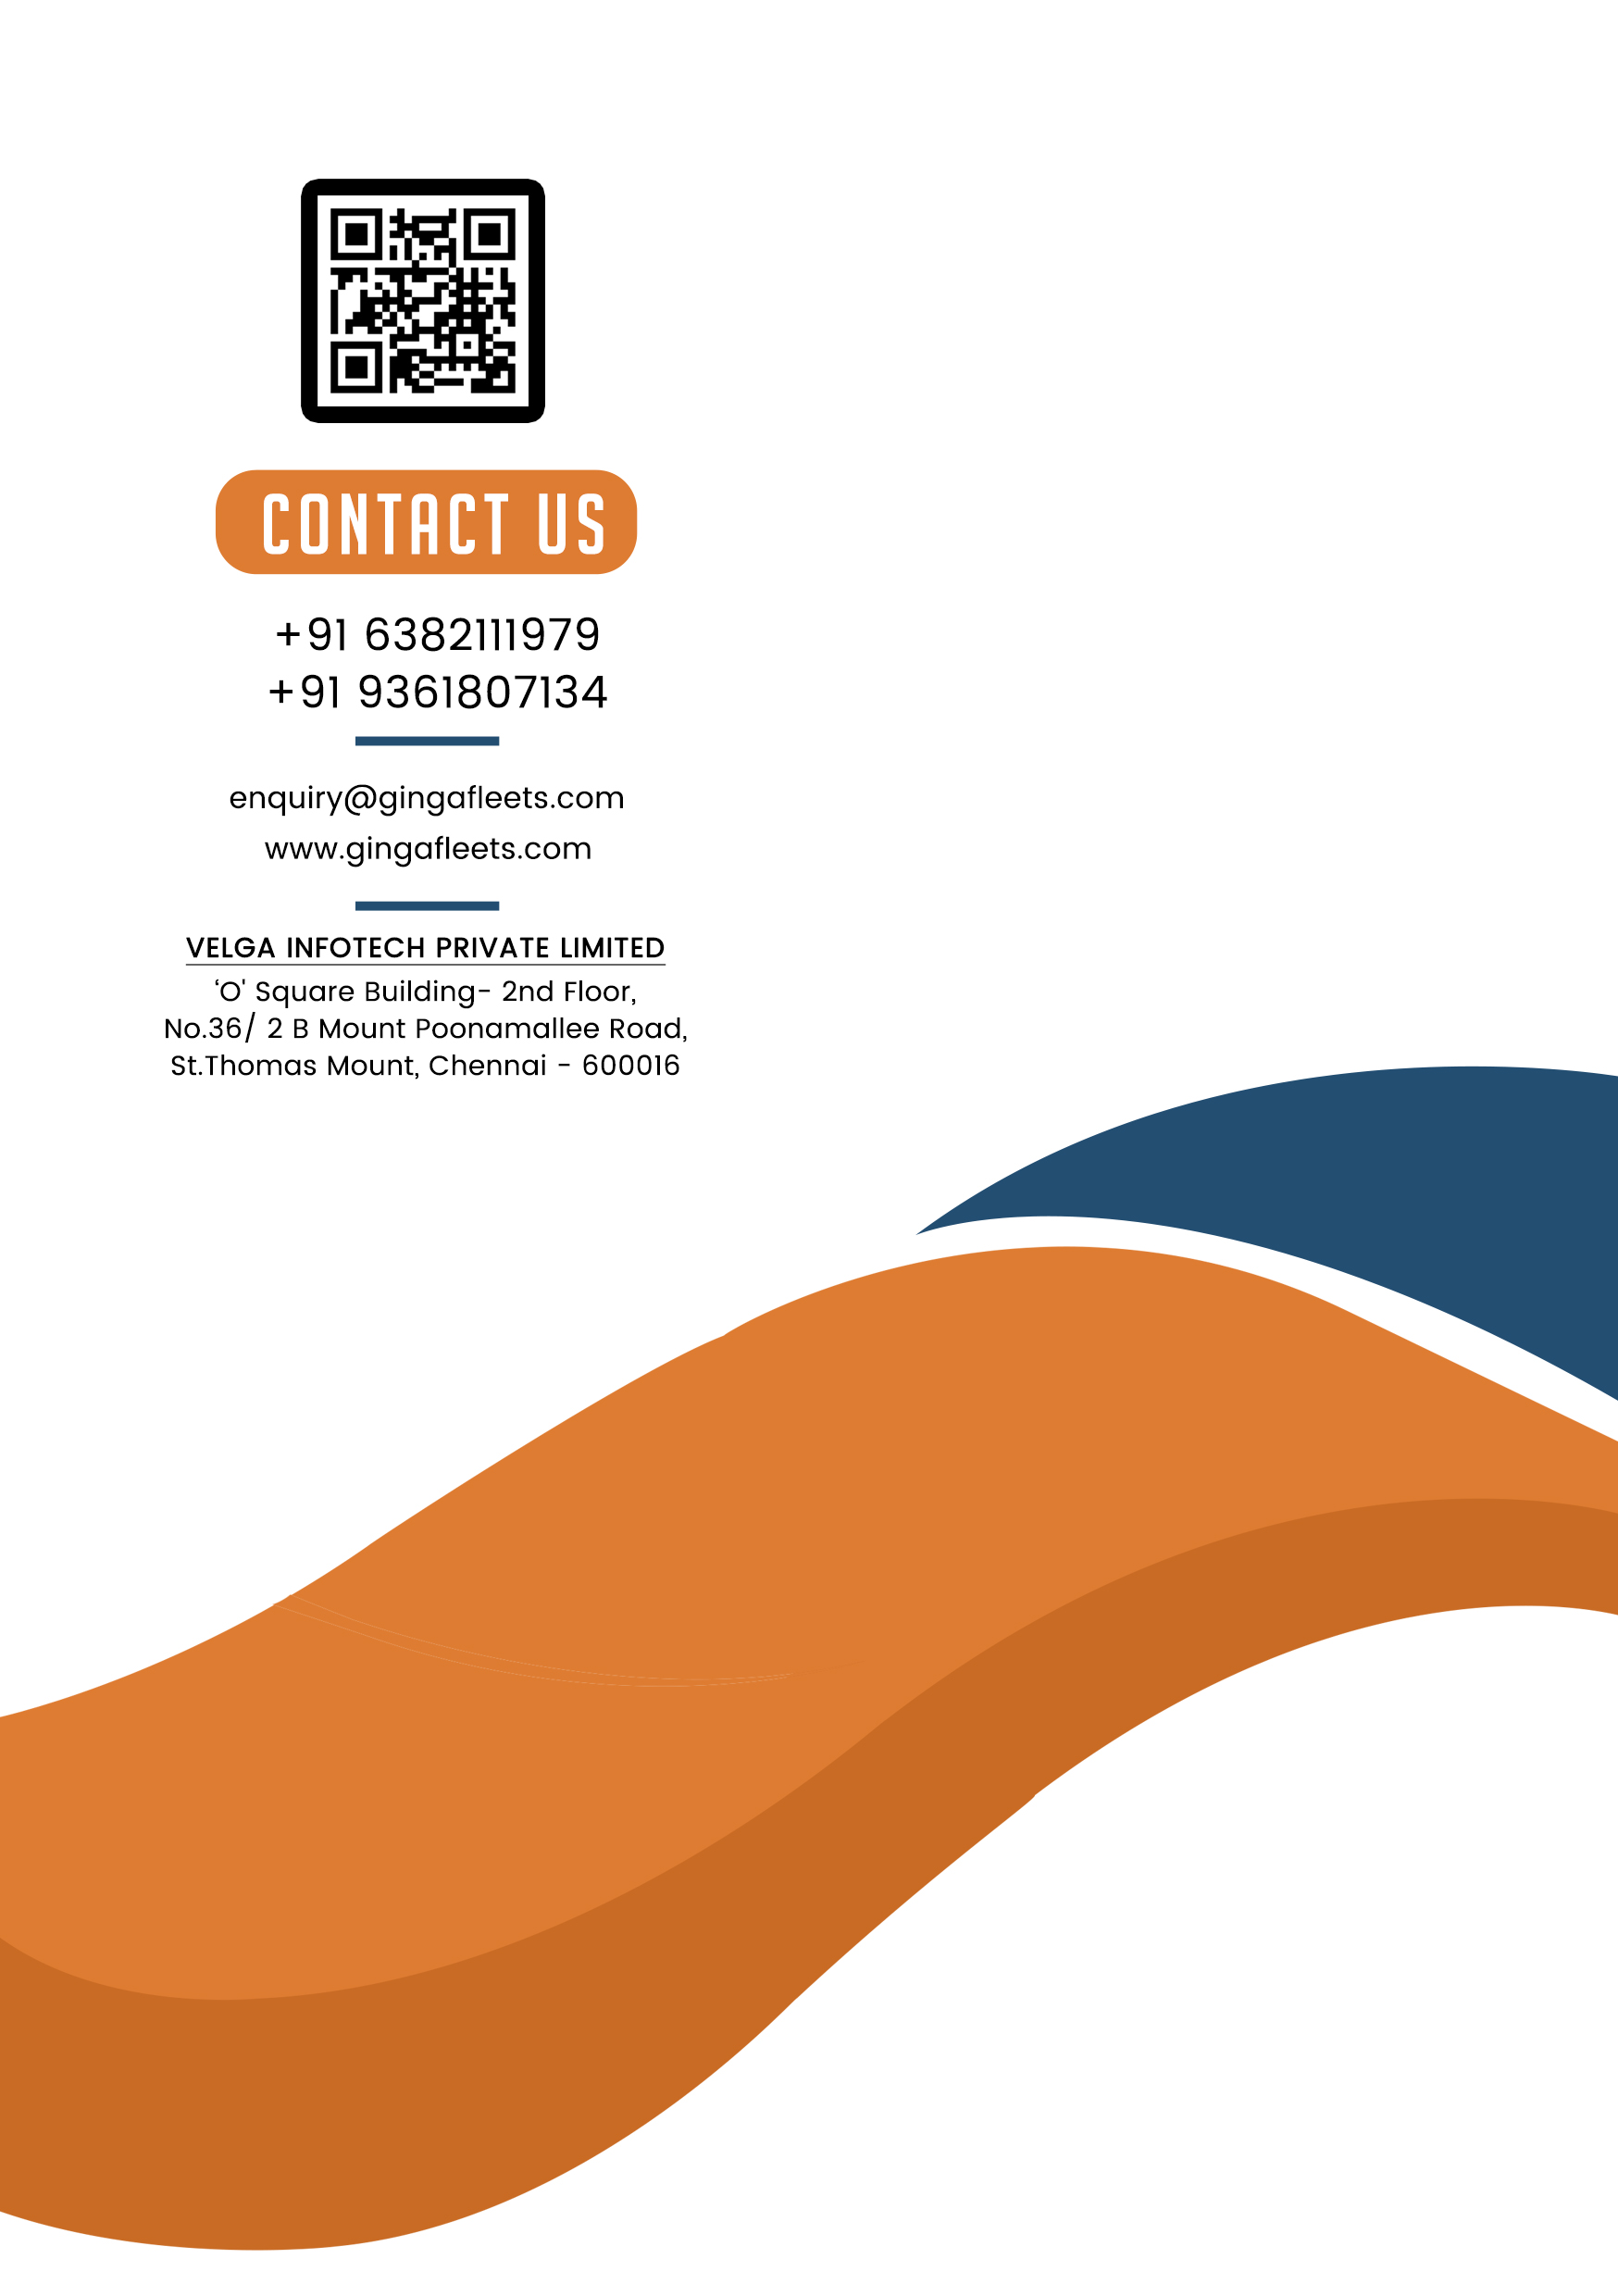 CONTACT US
+91 6382111979
+91 9361807134
enquiry@gingafleets.com
www.gingafleets.com
VELGA INFOTECH PRIVATE LIMITED
‘O' Square Building- 2nd Floor,
No.36/ 2 B Mount Poonamallee Road,
St.Thomas Mount, Chennai - 600016